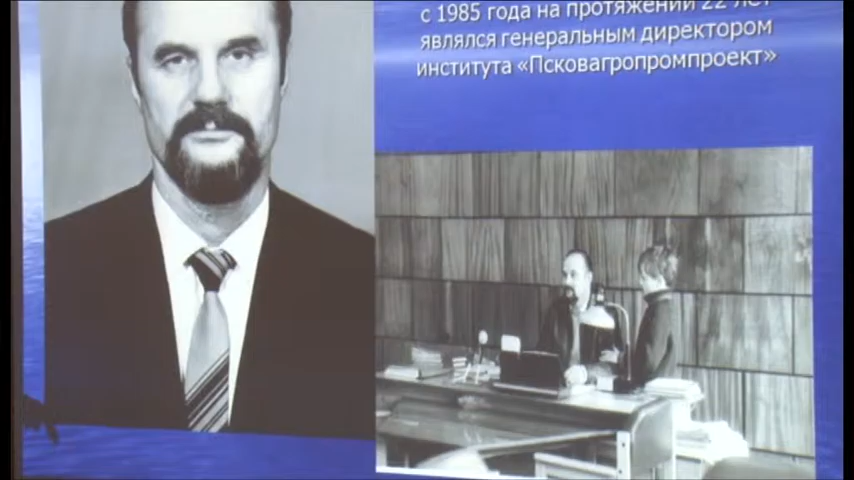 с 1985 года на протяжении 22 лет
являлся генеральным директором
института «Псковагропромпроект»